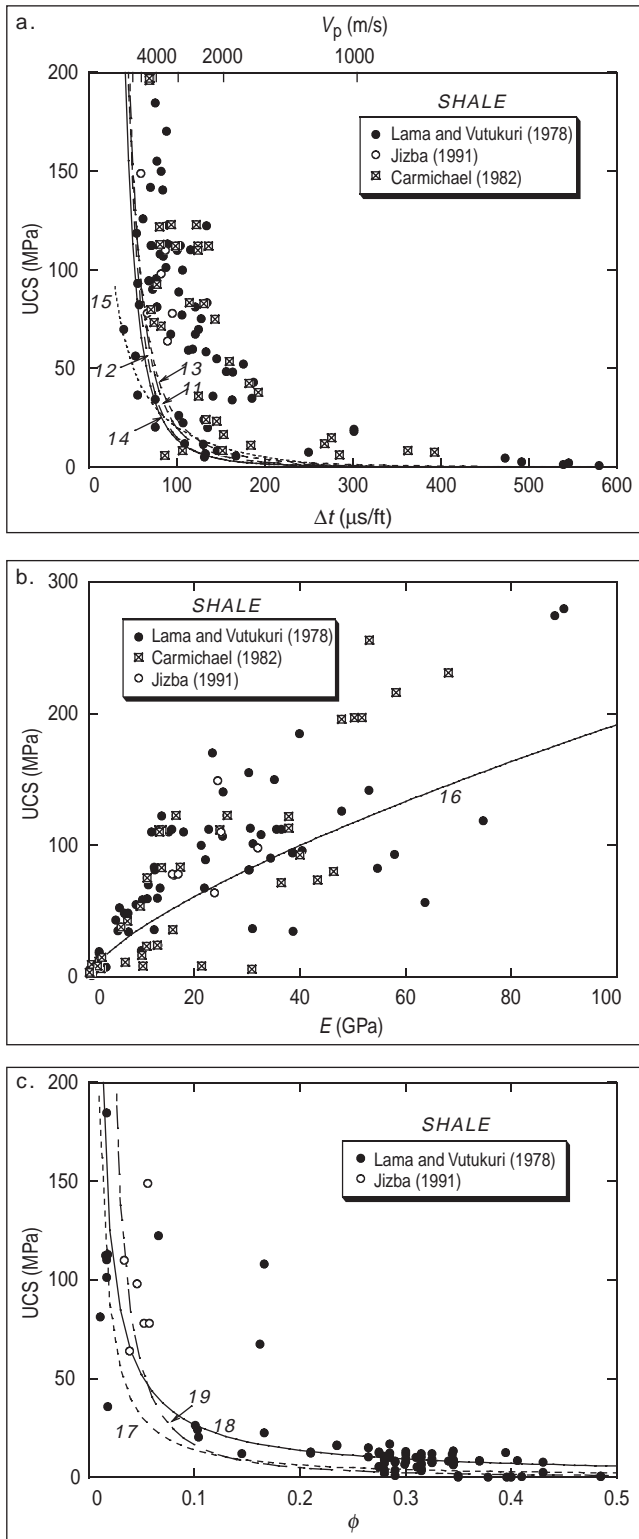 a.
V_p (m/s)
4000 2000 1000
200
150
100
50
0
UCS (MPa)
SHALE
Lama and Vutukuri (1978)
Jizba (1991)
Carmichael (1982)
15
12
13
11
14
0 100 200 300 400 500 600
Δt (μs/ft)
b.
300
200
100
0
UCS (MPa)
SHALE
Lama and Vutukuri (1978)
Carmichael (1982)
Jizba (1991)
16
0 20 40 60 80 100
E (GPa)
c.
200
150
100
50
0
UCS (MPa)
SHALE
Lama and Vutukuri (1978)
Jizba (1991)
17
19
18
0 0.1 0.2 0.3 0.4 0.5
ϕ